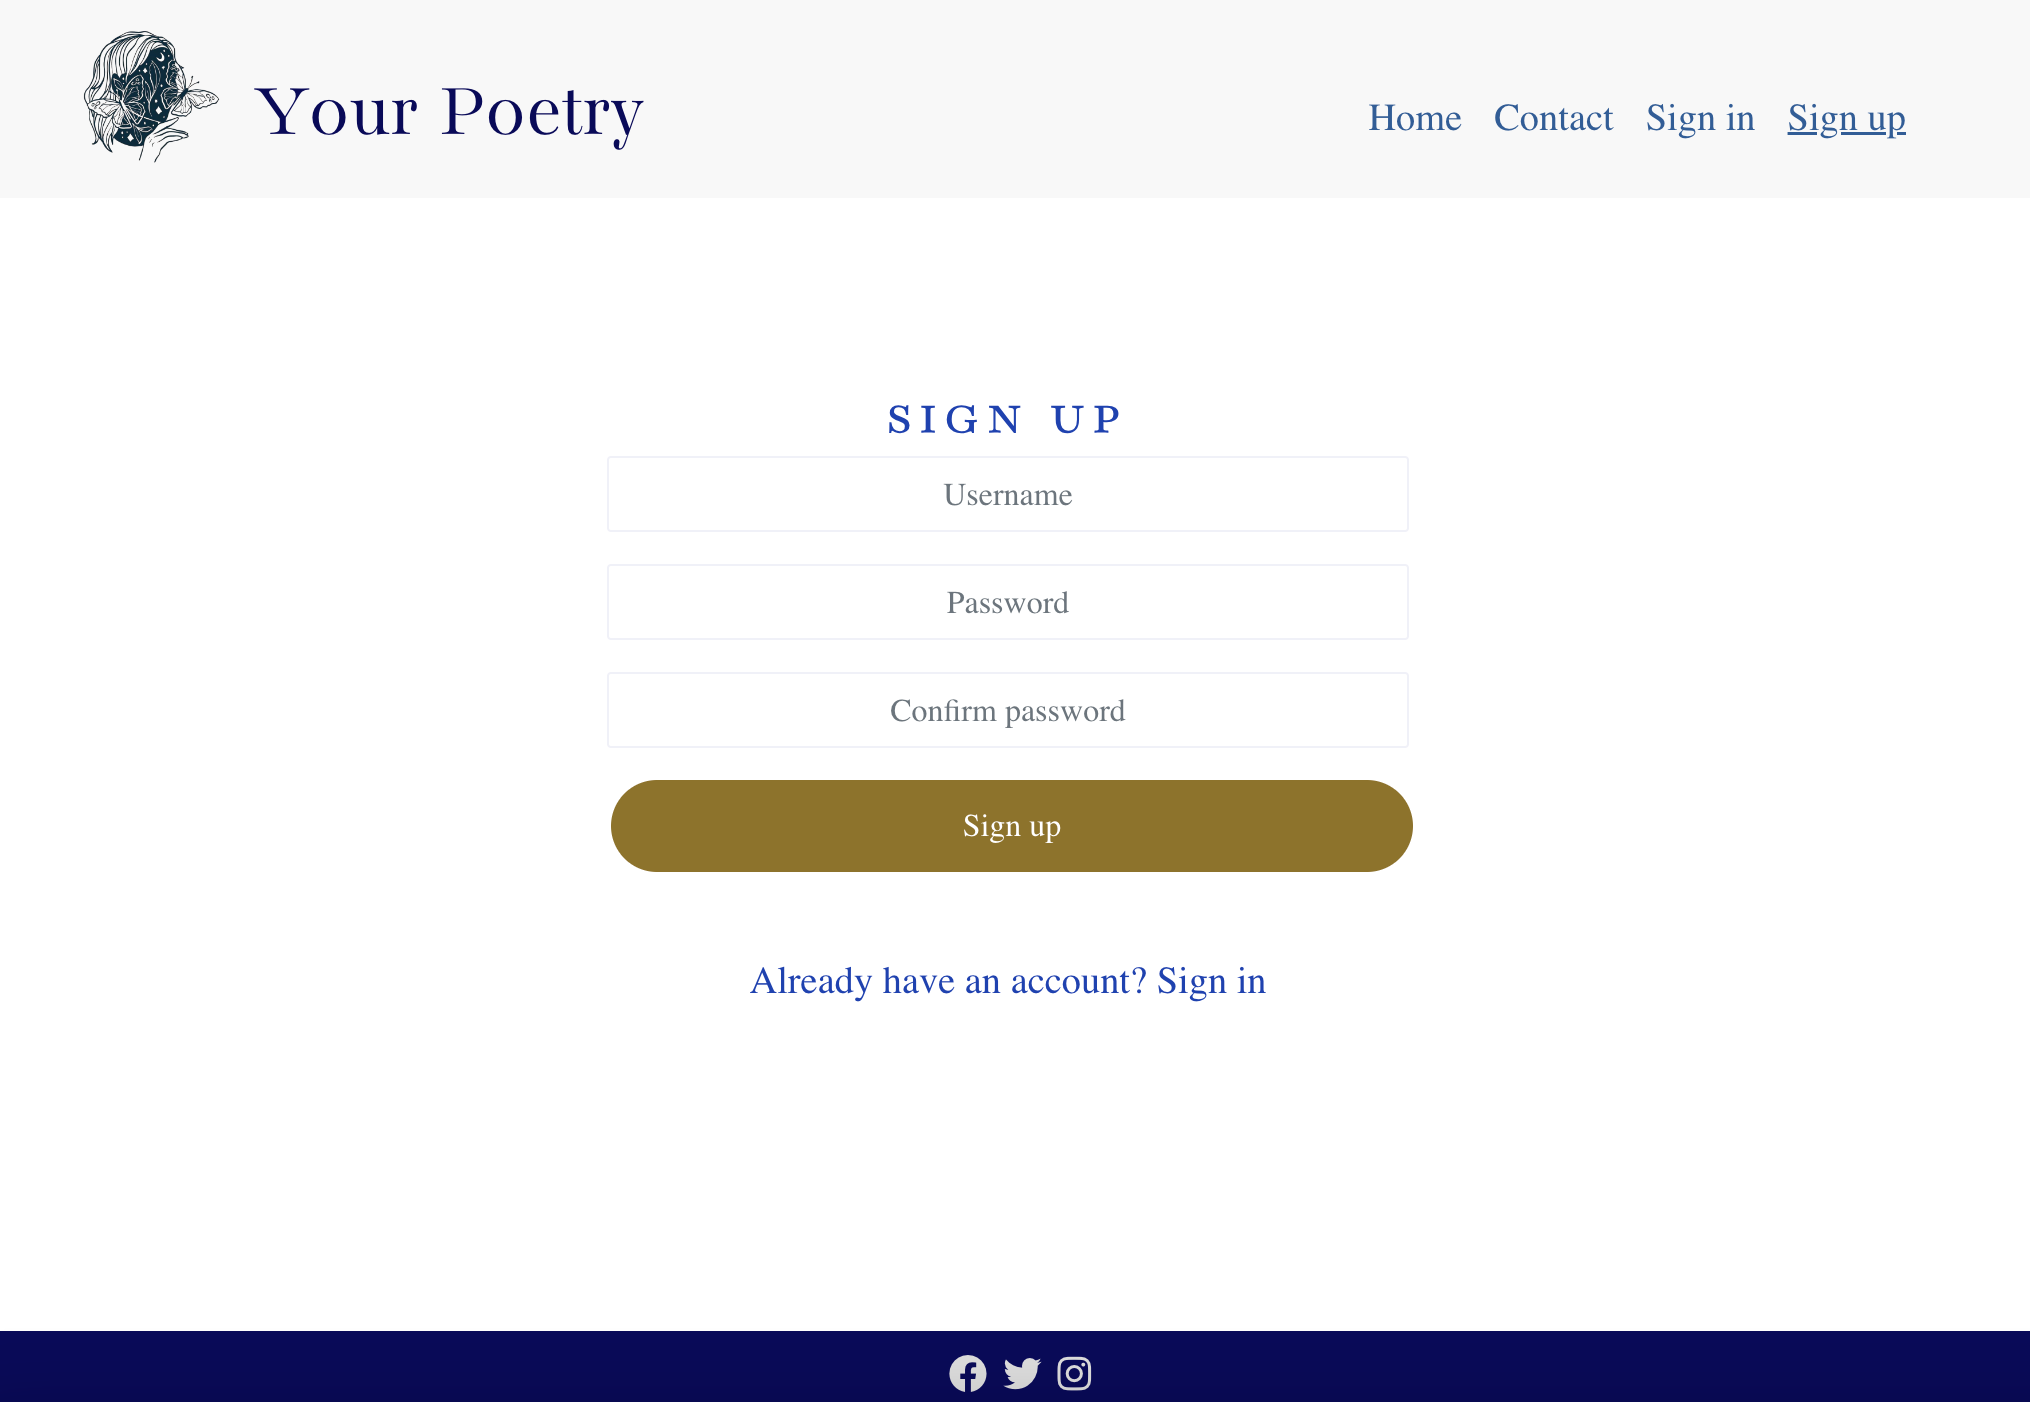 Your Poetry
Home Contact Sign in Sign up
SIGN UP
Username
Password
Confirm password
Sign up
Already have an account? Sign in